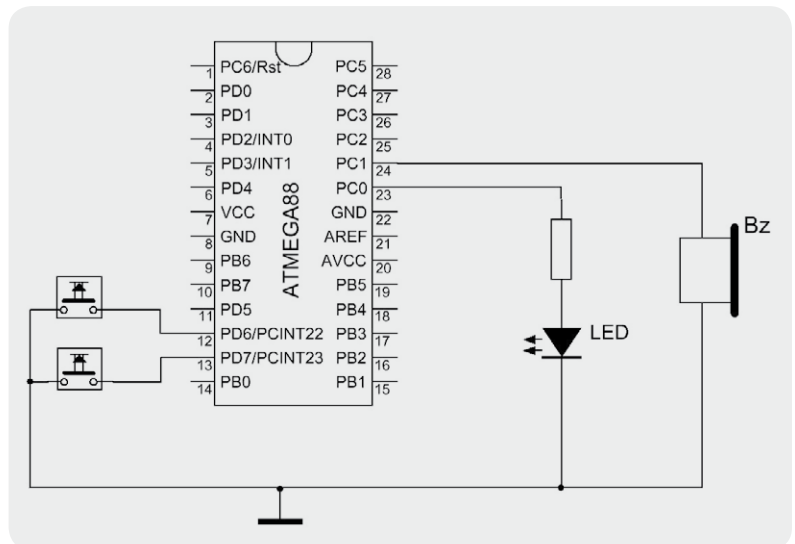 1 PC6/Rst PC5 28
2 PD0 PC4 27
3 PD1 PC3 26
4 PD2/INT0 PC2 25
5 PD3/INT1 PC1 24
6 PD4 PC0 23
7 VCC GND 22
8 GND AREF 21
9 PB6 AVCC 20
10 PB7 PB5 19
11 PD5 PB4 18
12 PD6/PCINT22 PB3 17
13 PD7/PCINT23 PB2 16
14 PB0 PB1 15
ATMEGA88
LED
Bz